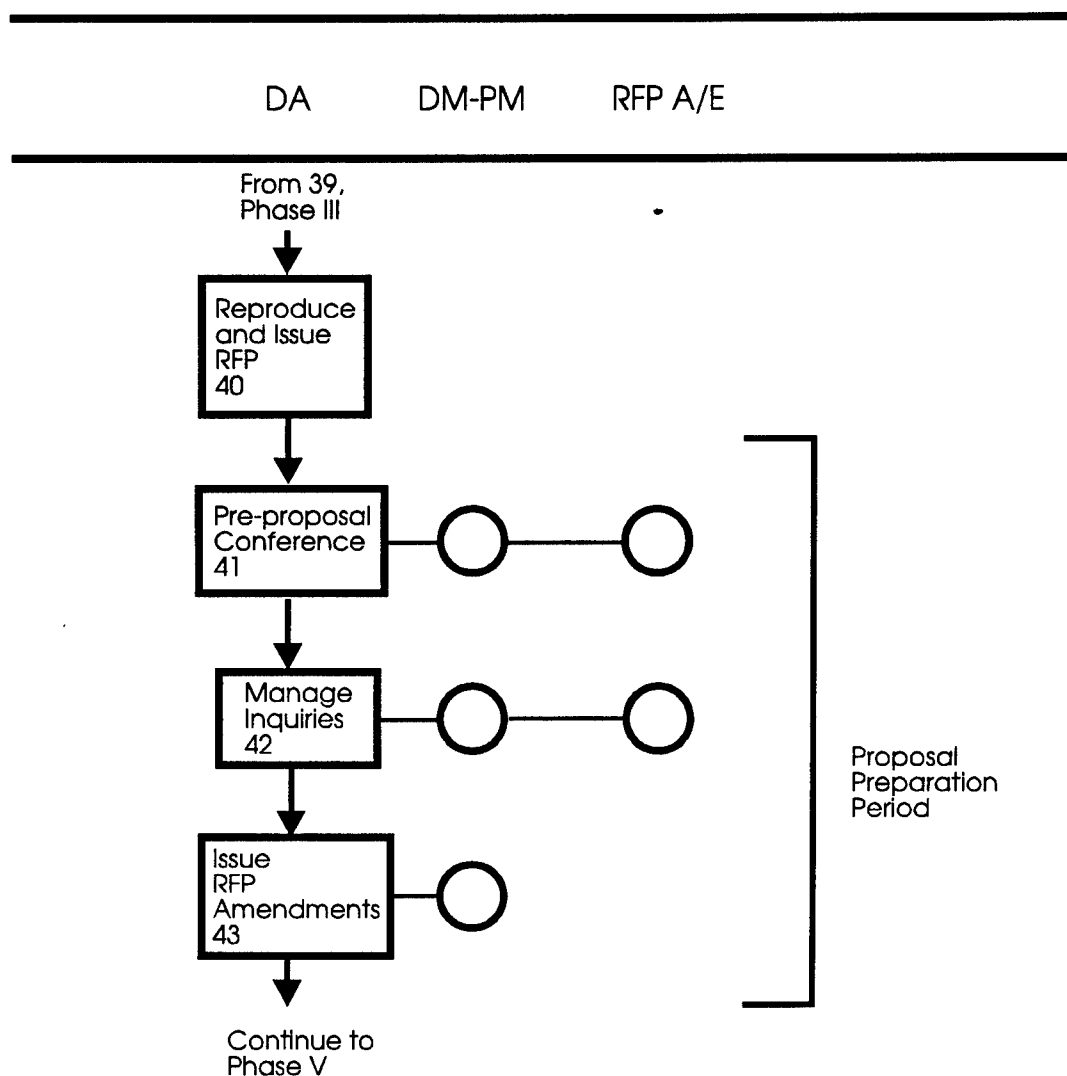 DA DM-PM RFP A/E
From 39,
Phase III
Reproduce
and Issue
RFP
40
Pre-proposal
Conference
41
Manage
Inquiries
42
Proposal
Preparation
Period
Issue
RFP
Amendments
43
Continue to
Phase V